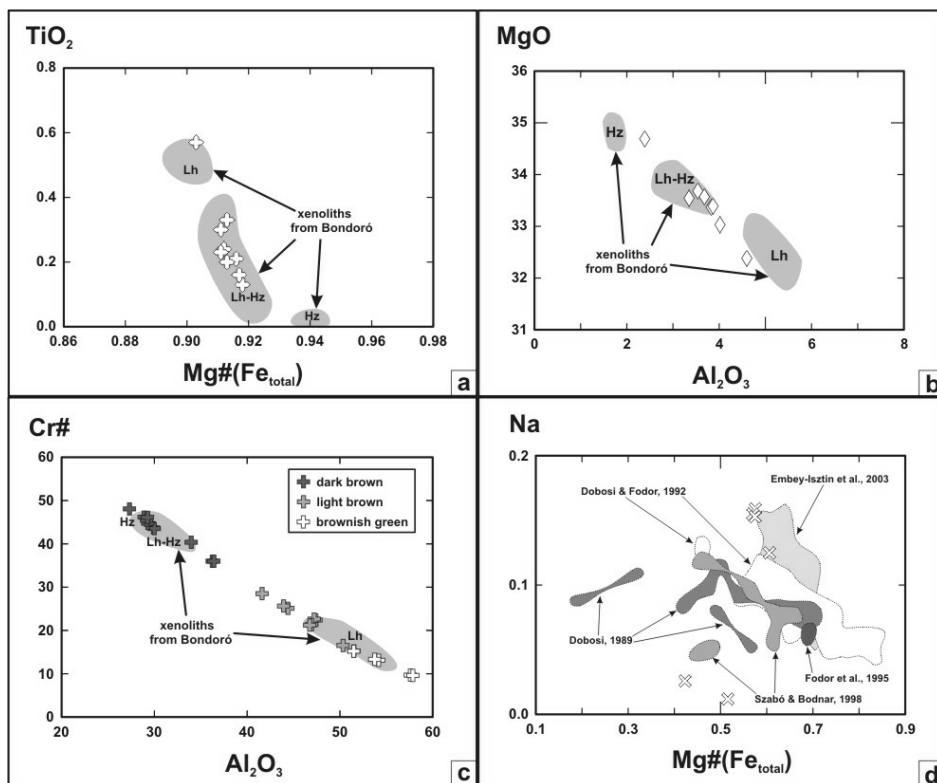 TiO₂
0.8
0.6
0.4
0.2
0.0
0.86
0.88
0.90
0.92
0.94
0.96
0.98
Lh
xenoliths
from Bondoró
Lh-Hz
Hz
Mg#(Fe_total)
a
MgO
36
35
34
33
32
31
0
2
4
6
8
Hz
Lh-Hz
Lh
xenoliths
from Bondoró
Al₂O₃
b
Cr#
60
50
40
30
20
10
0
20
30
40
50
60
dark brown
light brown
brownish green
Hz
Lh-Hz
xenoliths
from Bondoró
Lh
Al₂O₃
c
Na
0.2
0.1
0.0
0.1
0.3
0.5
0.7
0.9
Embey-Isztin et al., 2003
Dobosi & Fodor, 1992
Dobosi, 1989
Fodor et al., 1995
Szabó & Bodnar, 1998
Mg#(Fe_total)
d